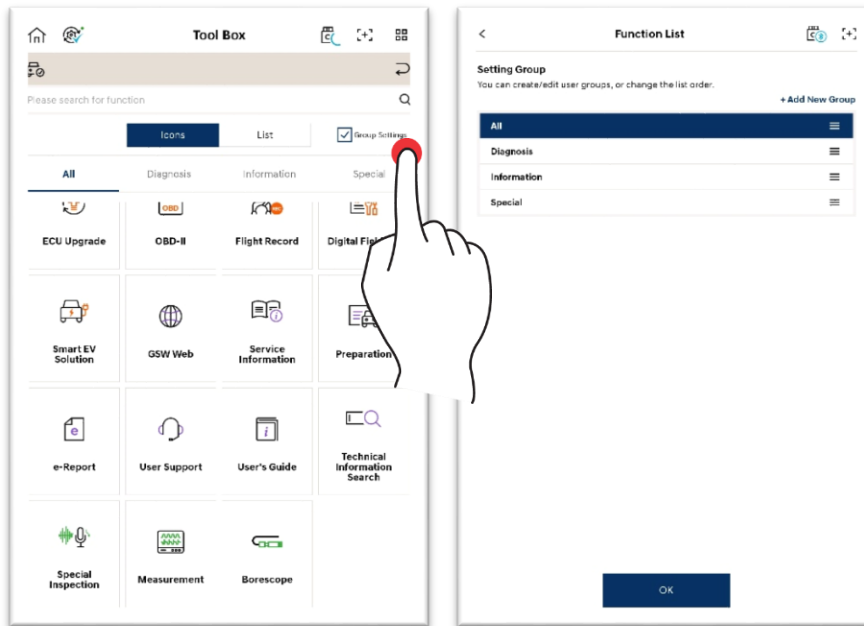 Tool Box
Please search for function
Icons
List
Group Settings
All
Diagnosis
Information
Special
ECU Upgrade
OBD
OBD-II
Flight Record
Digital
Smart EV
Solution
GSW Web
Service
Information
Preparation
e-Report
User Support
User's Guide
Technical
Information
Search
Special
Inspection
Measurement
Borescope
Function List
Setting Group
You can create/edit user groups, or change the list order.
+ Add New Group
All
Diagnosis
Information
Special
OK